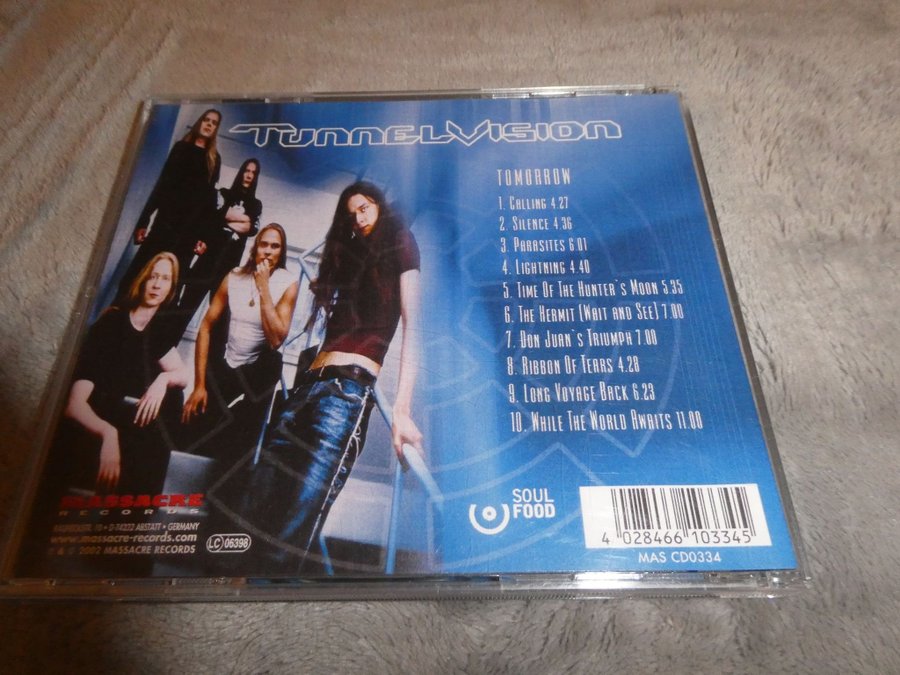 TUNNELVISION
TOMORROW
1. CALLING 4.27
2. SILENCE 4.36
3. PARASITES 6.01
4. LIGHTNING 4.40
5. TIME OF THE HUNTER`S MOON 5.35
6. THE HERMIT (WAIT AND SEE) 7.00
7. DON JUAN`S TRIUMPH 7.08
8. RIBBON OF TEARS 4.28
9. LONG VOYAGE BACK 6.23
10. WHILE THE WORLD AWAITS 11.08
MASSACRE
RECORDS
10 • D-74232 ABSTATT • GERMANY
www.massacre-records.com
℗ & © 2002 MASSACRE RECORDS
LC 06398
SOUL
FOOD
4 028466 103345
MAS CD0334